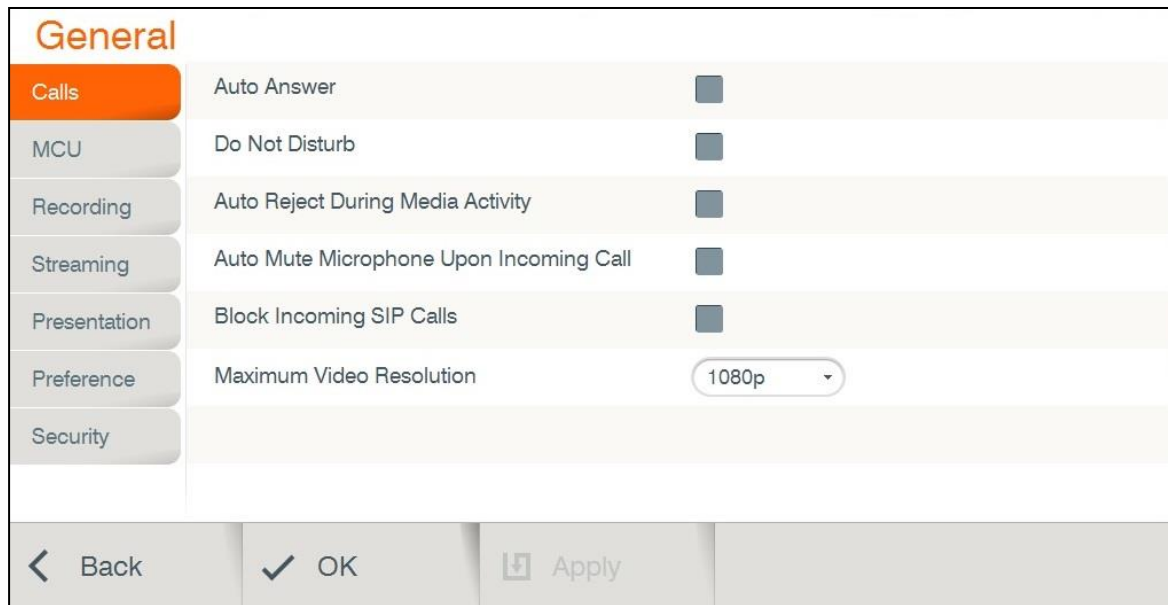 General
Calls
Auto Answer
MCU
Do Not Disturb
Recording
Auto Reject During Media Activity
Streaming
Auto Mute Microphone Upon Incoming Call
Presentation
Block Incoming SIP Calls
Preference
Maximum Video Resolution 1080p
Security
Back OK Apply